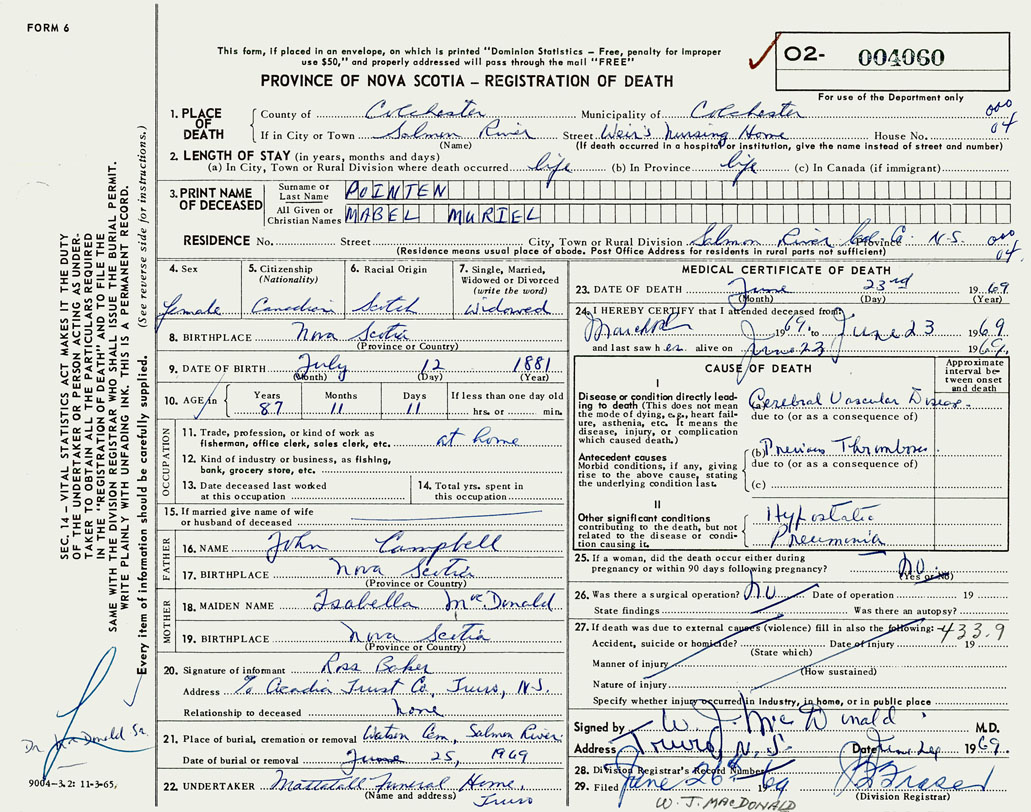 FORM 6
This form, if placed in an envelope, on which is printed "Dominion Statistics – Free, penalty for improper
use $50," and properly addressed will pass through the mail "FREE"
PROVINCE OF NOVA SCOTIA – REGISTRATION OF DEATH
02- 004060
For use of the Department only
1. PLACE OF DEATH
County of Colchester Municipality of Colchester
If in City or Town Salmon River Street Weir's Nursing Home House No.
(Name) (If death occurred in a hospital or institution, give the name instead of street and number)
000
04
2. LENGTH OF STAY (in years, months and days)
(a) In City, Town or Rural Division where death occurred life (b) In Province life (c) In Canada (if immigrant)
3. PRINT NAME OF DECEASED
Surname or Last Name POINTEN
All Given or Christian Names MABEL MURIEL
RESIDENCE No. Street City, Town or Rural Division Salmon River Col. Co. Province N.S.
(Residence means usual place of abode. Post Office Address for residents in rural parts not sufficient)
000
04
4. Sex female
5. Citizenship (Nationality) Canadian
6. Racial Origin Scotch
7. Single, Married, Widowed or Divorced (write the word) Widowed
8. BIRTHPLACE Nova Scotia
(Province or Country)
9. DATE OF BIRTH July 12 1881
(Month) (Day) (Year)
10. AGE in Years 87 Months 11 Days 11 If less than one day old hrs. or min.
OCCUPATION
11. Trade, profession, or kind of work as fisherman, office clerk, sales clerk, etc. at home
12. Kind of industry or business, as fishing, bank, grocery store, etc.
13. Date deceased last worked at this occupation
14. Total yrs. spent in this occupation
15. If married give name of wife or husband of deceased
FATHER
16. NAME John Campbell
17. BIRTHPLACE Nova Scotia
(Province or Country)
MOTHER
18. MAIDEN NAME Isabella McDonald
19. BIRTHPLACE Nova Scotia
(Province or Country)
20. Signature of informant Ross Baker
Address c/o Acadia Trust Co, Truro, N.S.
Relationship to deceased none
21. Place of burial, cremation or removal Watson Cem, Salmon River
Date of burial or removal June 25, 1969
22. UNDERTAKER Mattatall Funeral Home,
(Name and address) Truro
MEDICAL CERTIFICATE OF DEATH
23. DATE OF DEATH June 23rd 1969
(Month) (Day) (Year)
24. I HEREBY CERTIFY that I attended deceased from
1969. to June 23 1969
and last saw her alive on June 23 1969.
CAUSE OF DEATH
Approximate interval between onset and death
I
Disease or condition directly leading to death (This does not mean the mode of dying, e.g., heart failure, asthenia, etc. It means the disease, injury, or complication which caused death.)
(a) Cerebral Vascular Disease
due to (or as a consequence of)
Antecedent causes
Morbid conditions, if any, giving rise to the above cause, stating the underlying condition last.
(b) Previous Thromboses
due to (or as a consequence of)
(c)
II
Other significant conditions contributing to the death, but not related to the disease or condition causing it.
Hypostatic
Pneumonia
25. If a woman, did the death occur either during pregnancy or within 90 days following pregnancy? no
(Yes or No)
26. Was there a surgical operation? no Date of operation 19
State findings Was there an autopsy?
27. If death was due to external causes (violence) fill in also the following: 433.9
Accident, suicide or homicide? Date of injury 19
(State which)
Manner of injury
(How sustained)
Nature of injury
Specify whether injury occurred in industry, in home, or in public place
Signed by W. J. McDonald M.D.
Address Truro N.S. Date June 1969.
28. Division Registrar's Record Number
29. Filed June 26th 1969 Fraser
(Division Registrar)
W. J. MACDONALD
SEC. 14 – VITAL STATISTICS ACT MAKES IT THE DUTY
OF THE UNDERTAKER OR PERSON ACTING AS UNDER-
TAKER TO OBTAIN ALL THE PARTICULARS REQUIRED
IN THE "REGISTRATION OF DEATH" AND TO FILE THE
SAME WITH THE DIVISION REGISTRAR WHO SHALL ISSUE THE BURIAL PERMIT.
WRITE PLAINLY WITH UNFADING INK. THIS IS A PERMANENT RECORD.
Every item of information should be carefully supplied. (See reverse side for instructions.)
9004-3.2: 11-3-65,